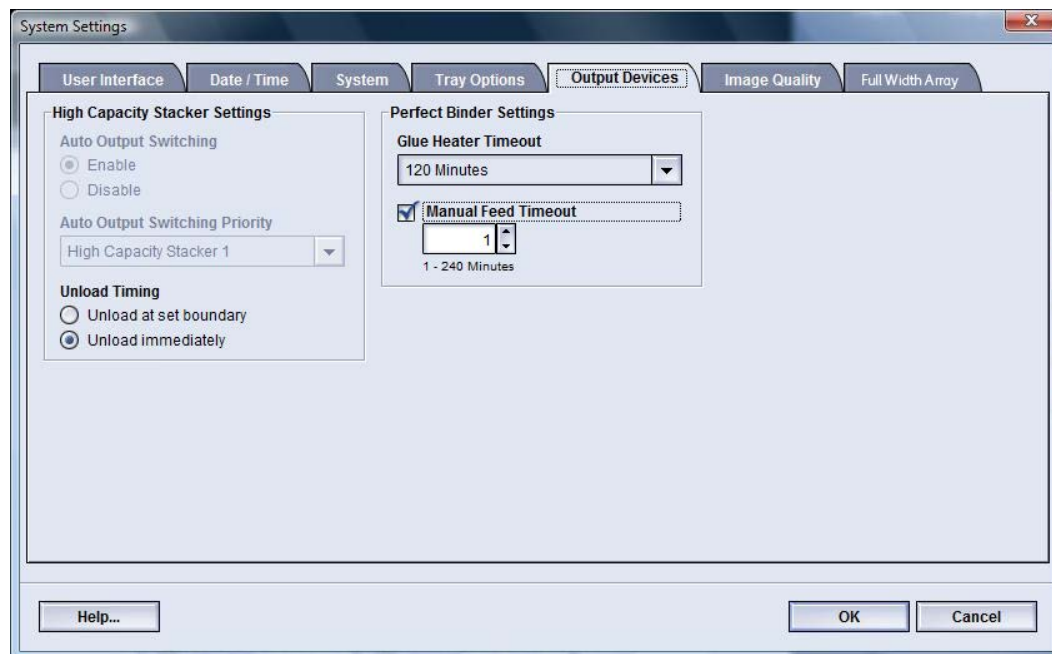 System Settings
User Interface Date / Time System Tray Options Output Devices Image Quality Full Width Array
High Capacity Stacker Settings
Auto Output Switching
Enable
Disable
Auto Output Switching Priority
High Capacity Stacker 1
Unload Timing
Unload at set boundary
Unload immediately
Perfect Binder Settings
Glue Heater Timeout
120 Minutes
Manual Feed Timeout
1
1 - 240 Minutes
Help... OK Cancel